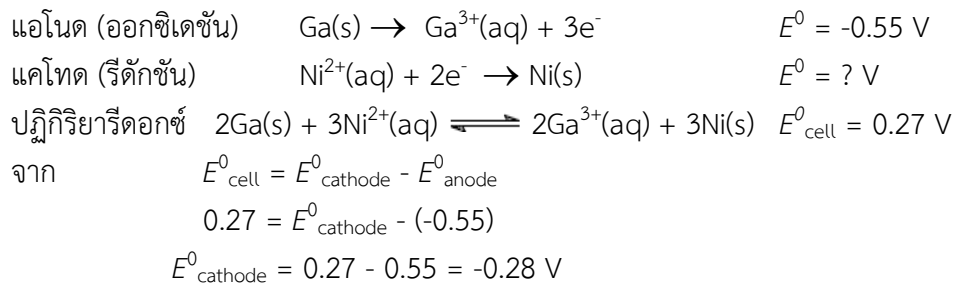 แอโนด (ออกซิเดชัน) Ga(s) → Ga³⁺(aq) + 3e⁻ E⁰ = -0.55 V
แคโทด (รีดักชัน) Ni²⁺(aq) + 2e⁻ → Ni(s) E⁰ = ? V
ปฏิกิริยารีดอกซ์ 2Ga(s) + 3Ni²⁺(aq) ⇌ 2Ga³⁺(aq) + 3Ni(s) E⁰cell = 0.27 V
จาก E⁰cell = E⁰cathode - E⁰anode
0.27 = E⁰cathode - (-0.55)
E⁰cathode = 0.27 - 0.55 = -0.28 V